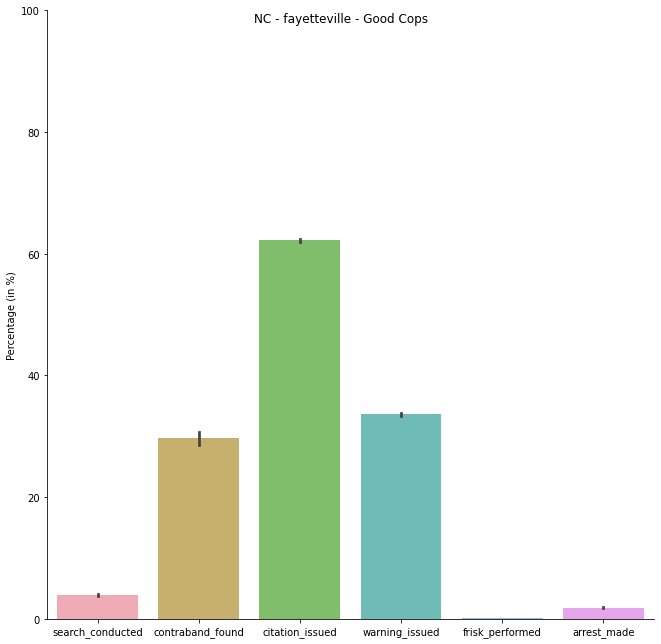 NC - fayetteville - Good Cops
Percentage (in %)
100
80
60
40
20
0
search_conducted contraband_found citation_issued warning_issued frisk_performed arrest_made